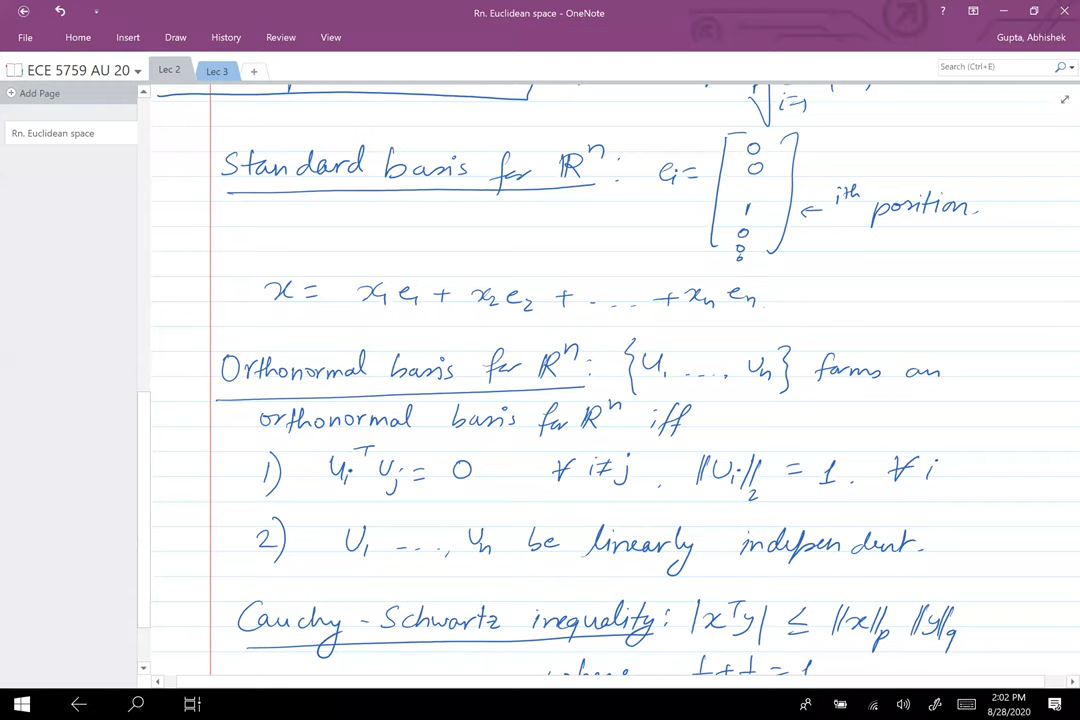 Rn. Euclidean space - OneNote
File Home Insert Draw History Review View
Gupta, Abhishek
ECE 5759 AU 20
Lec 2
Lec 3
Search (Ctrl+E)
Add Page
Rn. Euclidean space
i=1
Standard basis for ℝⁿ: eᵢ = [0 0 1 0 0 0] ← iᵗʰ position.
x = x₁e₁ + x₂e₂ + ..... + xₙeₙ.
Orthonormal basis for ℝⁿ: {u₁ ...., uₙ} forms an
orthonormal basis for ℝⁿ iff
1) uᵢᵀuⱼ = 0 ∀ i≠j, ||uᵢ||₂ = 1. ∀ i
2) u₁ ...., uₙ be linearly independent.
Cauchy - Schwartz inequality: |xᵀy| ≤ ||x||ₚ ||y||q
2:02 PM
8/28/2020